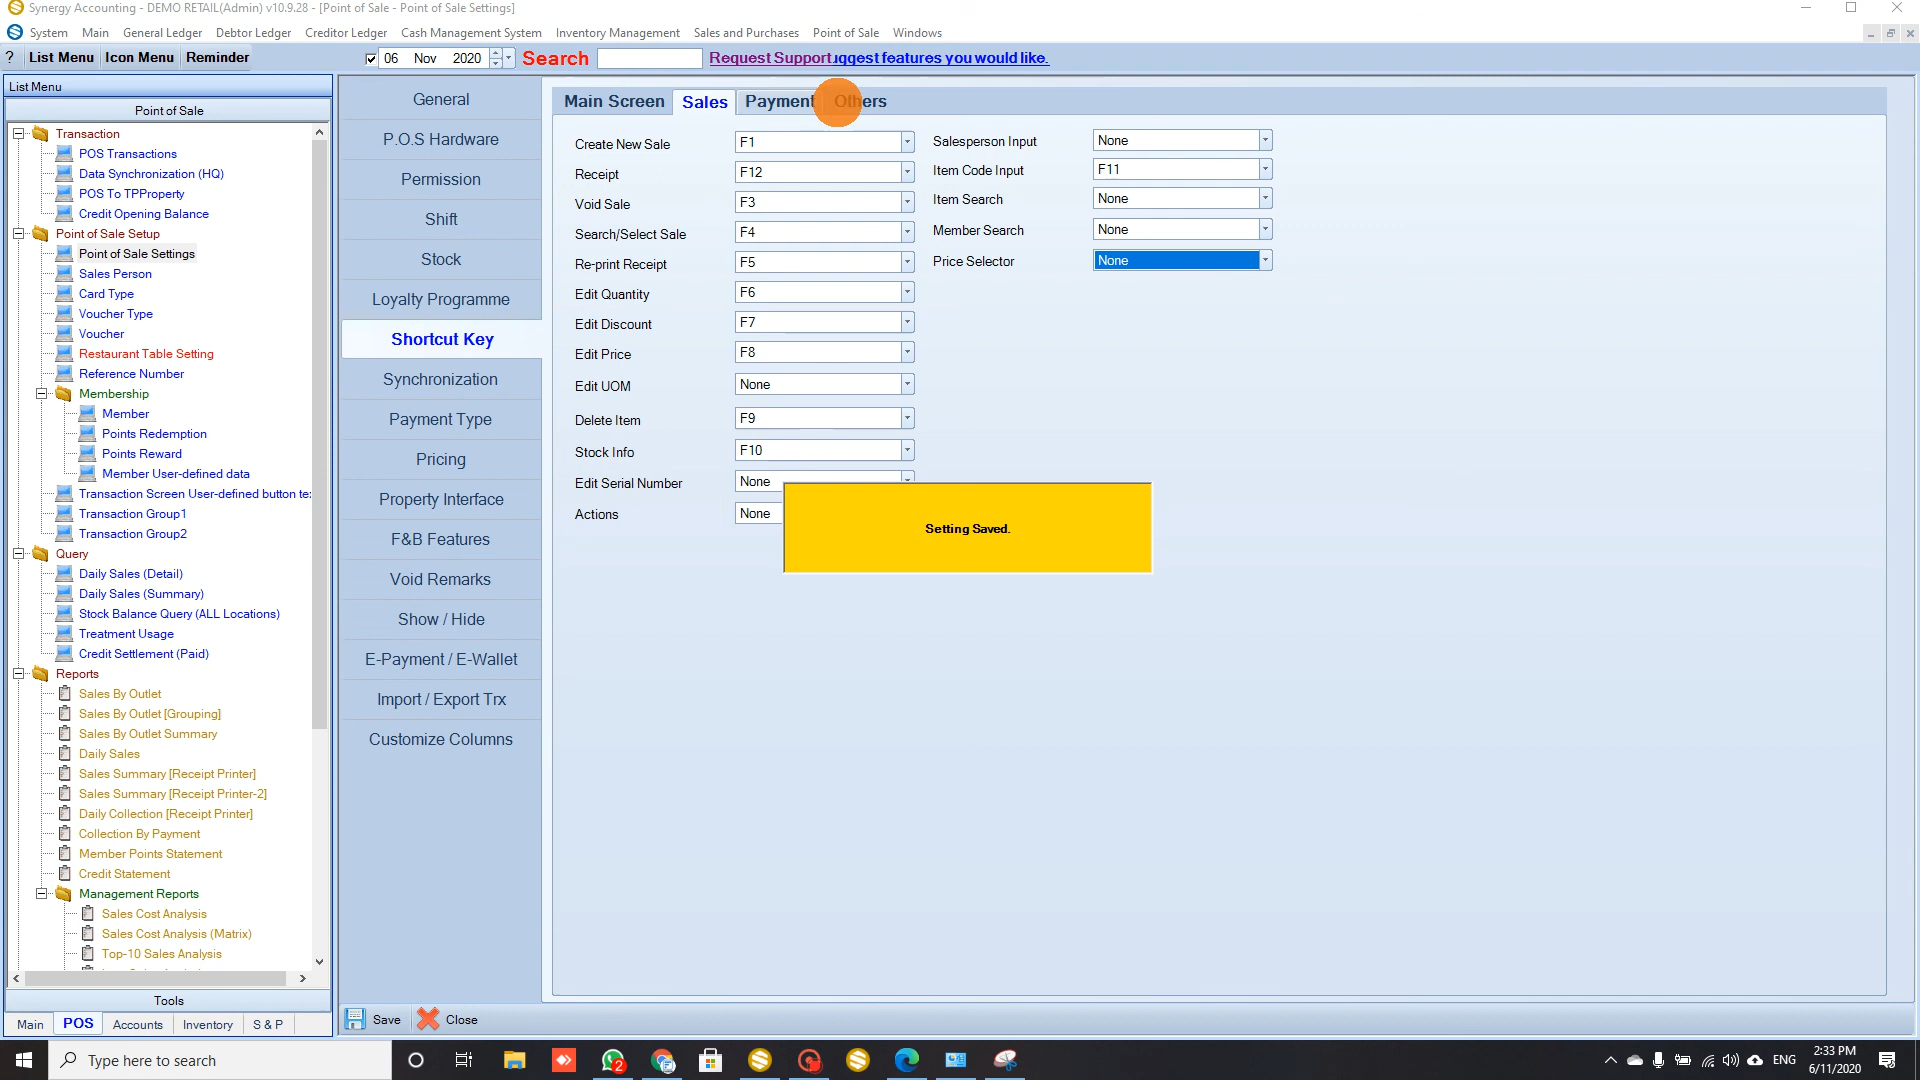 Synergy Accounting - DEMO RETAIL(Admin) v10.9.28 - [Point of Sale - Point of Sale Settings]
System Main General Ledger Debtor Ledger Creditor Ledger Cash Management System Inventory Management Sales and Purchases Point of Sale Windows
? List Menu Icon Menu Reminder 06 Nov 2020 Search Request Support uggest features you would like.
List Menu
Point of Sale
Transaction
POS Transactions
Data Synchronization (HQ)
POS To TPProperty
Credit Opening Balance
Point of Sale Setup
Point of Sale Settings
Sales Person
Card Type
Voucher Type
Voucher
Restaurant Table Setting
Reference Number
Membership
Member
Points Redemption
Points Reward
Member User-defined data
Transaction Screen User-defined button te
Transaction Group1
Transaction Group2
Query
Daily Sales (Detail)
Daily Sales (Summary)
Stock Balance Query (ALL Locations)
Treatment Usage
Credit Settlement (Paid)
Reports
Sales By Outlet
Sales By Outlet [Grouping]
Sales By Outlet Summary
Daily Sales
Sales Summary [Receipt Printer]
Sales Summary [Receipt Printer-2]
Daily Collection [Receipt Printer]
Collection By Payment
Member Points Statement
Credit Statement
Management Reports
Sales Cost Analysis
Sales Cost Analysis (Matrix)
Top-10 Sales Analysis
Tools
Main POS Accounts Inventory S & P
General
P.O.S Hardware
Permission
Shift
Stock
Loyalty Programme
Shortcut Key
Synchronization
Payment Type
Pricing
Property Interface
F&B Features
Void Remarks
Show / Hide
E-Payment / E-Wallet
Import / Export Trx
Customize Columns
Main Screen Sales Payment Others
Create New Sale F1
Receipt F12
Void Sale F3
Search/Select Sale F4
Re-print Receipt F5
Edit Quantity F6
Edit Discount F7
Edit Price F8
Edit UOM None
Delete Item F9
Stock Info F10
Edit Serial Number None
Actions None
Salesperson Input None
Item Code Input F11
Item Search None
Member Search None
Price Selector None
Setting Saved.
Save Close
Type here to search
2
ENG
2:33 PM
6/11/2020